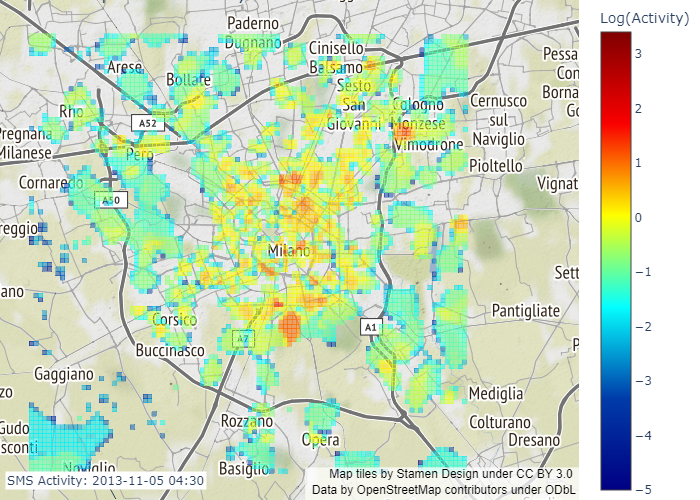 Log(Activity)
3
2
1
0
−1
−2
−3
−4
−5
Paderno
Dugnano
Cinisello
Balsamo
Pessa
Con
Arese
Bollate
Sesto
San
Giovanni
Borna
Go
Rho
Cologno
Monzese
Cernusco
sul
Naviglio
A52
Pregnana
Milanese
Pero
Vimodrone
Pioltello
Cornaredo
Vignat
A50
reggio
Milano
Sett
ano
Pantigliate
Corsico
A1
A7
Buccinasco
P
Gaggiano
Mediglia
zo
Rozzano
Colturano
Gudo
sconti
Opera
Dresano
Noviglio
Basiglio
SMS Activity: 2013-11-05 04:30
Map tiles by Stamen Design under CC BY 3.0
Data by OpenStreetMap contributors under ODbL